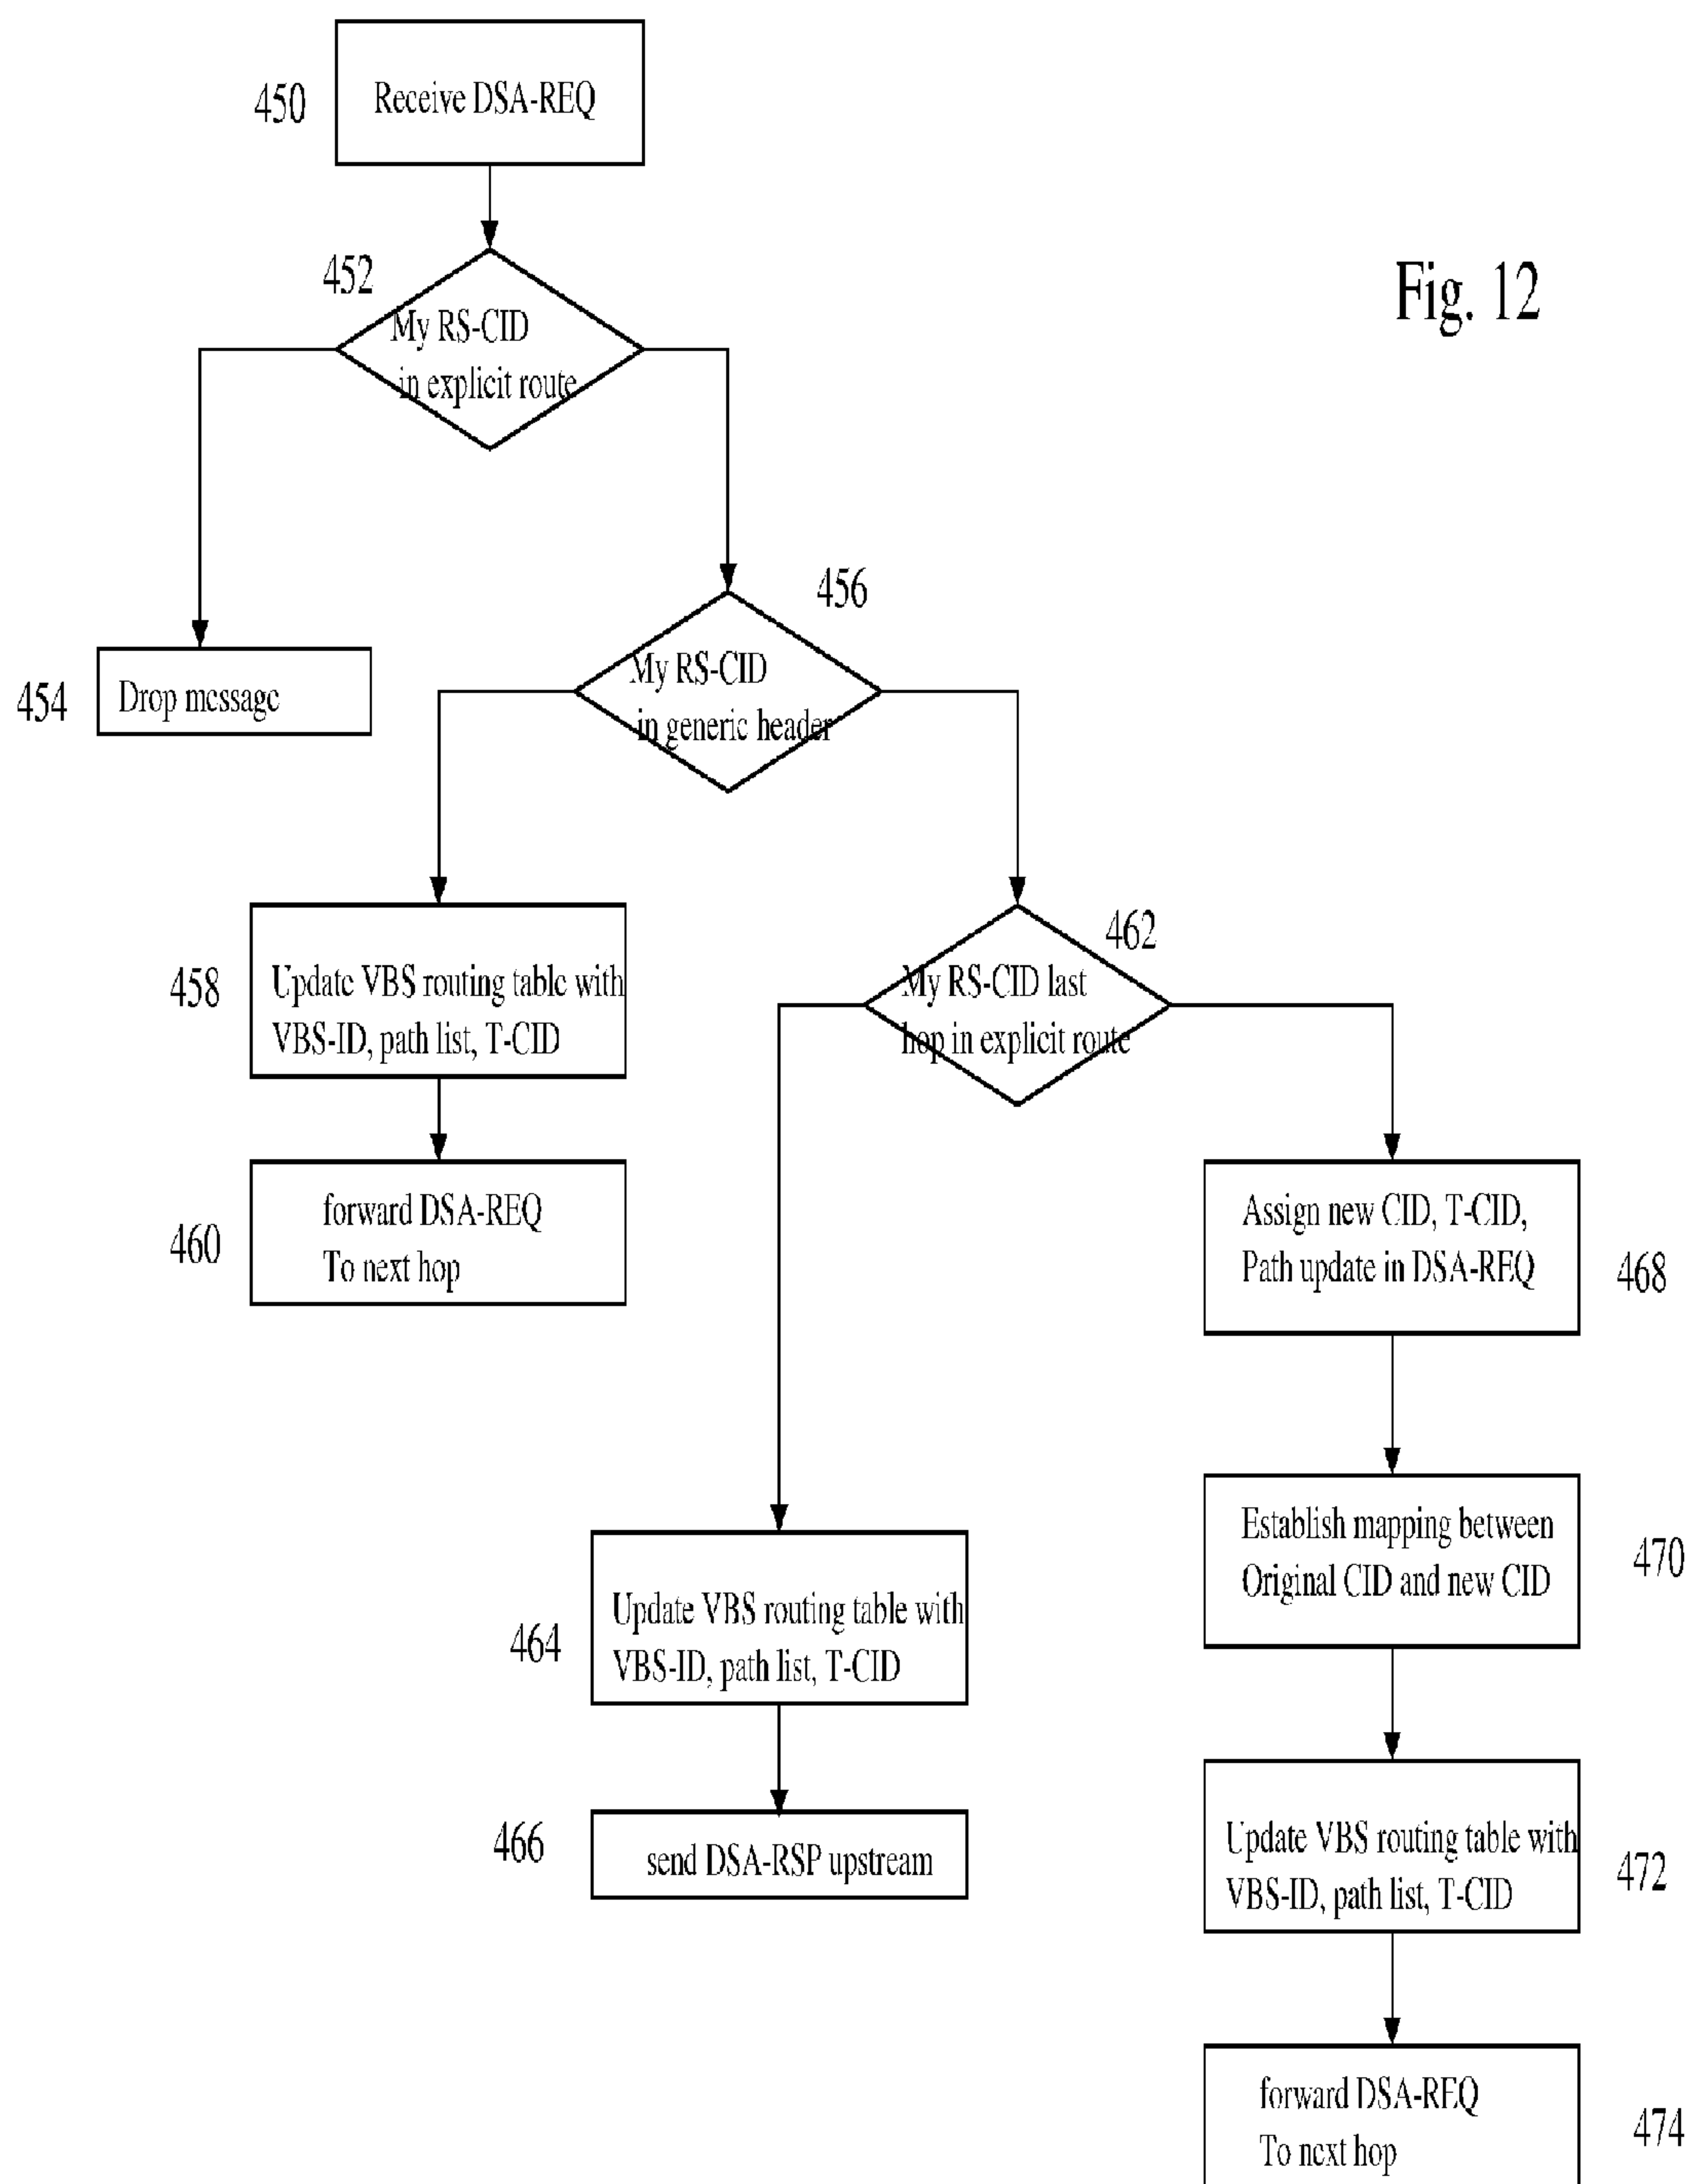 450
Receive DSA-REQ
Fig. 12
452
My RS-CID
in explicit route
456
454
Drop message
My RS-CID
in generic header
462
458
Update VBS routing table with
VBS-ID, path list, T-CID
My RS-CID last
hop in explicit route
460
forward DSA-REQ
To next hop
Assign new CID, T-CID,
Path update in DSA-REQ
468
Establish mapping between
Original CID and new CID
470
464
Update VBS routing table with
VBS-ID, path list, T-CID
466
send DSA-RSP upstream
Update VBS routing table with
VBS-ID, path list, T-CID
472
forward DSA-REQ
To next hop
474